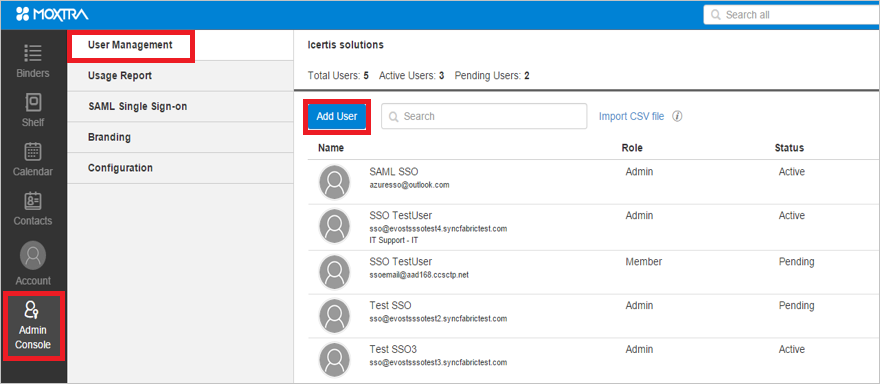 MOXTRA
Search all
Binders
Shelf
Calendar
Contacts
Account
Admin
Console
User Management
Usage Report
SAML Single Sign-on
Branding
Configuration
Icertis solutions
Total Users: 5 Active Users: 3 Pending Users: 2
Add User Search Import CSV file i
Name Role Status
SAML SSO Admin Active
azuresso@outlook.com
SSO TestUser Admin Active
sso@evostsssotest4.syncfabrictest.com
IT Support - IT
SSO TestUser Member Pending
ssoemail@aad168.ccsctp.net
Test SSO Admin Pending
sso@evostsssotest2.syncfabrictest.com
Test SSO3 Admin Active
sso@evostsssotest3.syncfabrictest.com